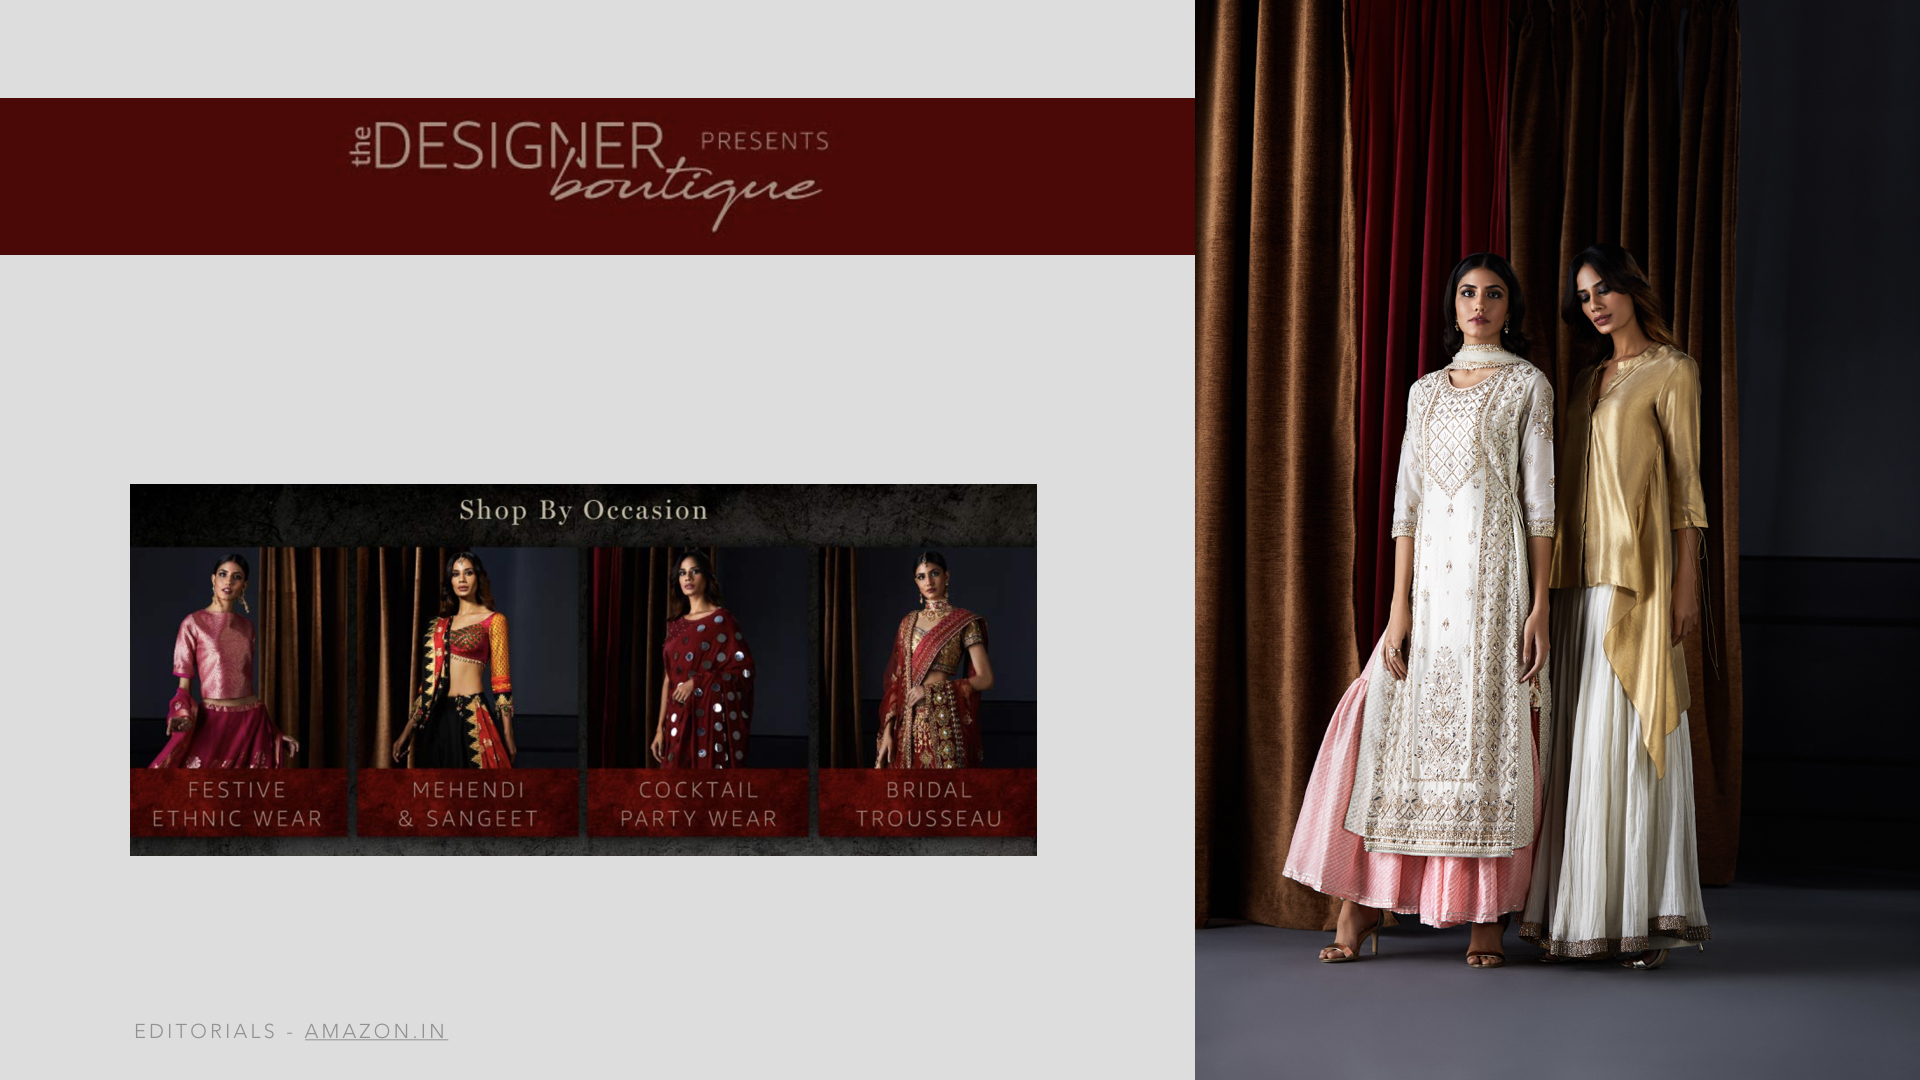 the DESIGNER PRESENTS
boutique
Shop By Occasion
FESTIVE
ETHNIC WEAR
MEHENDI
& SANGEET
COCKTAIL
PARTY WEAR
BRIDAL
TROUSSEAU
EDITORIALS - AMAZON.IN